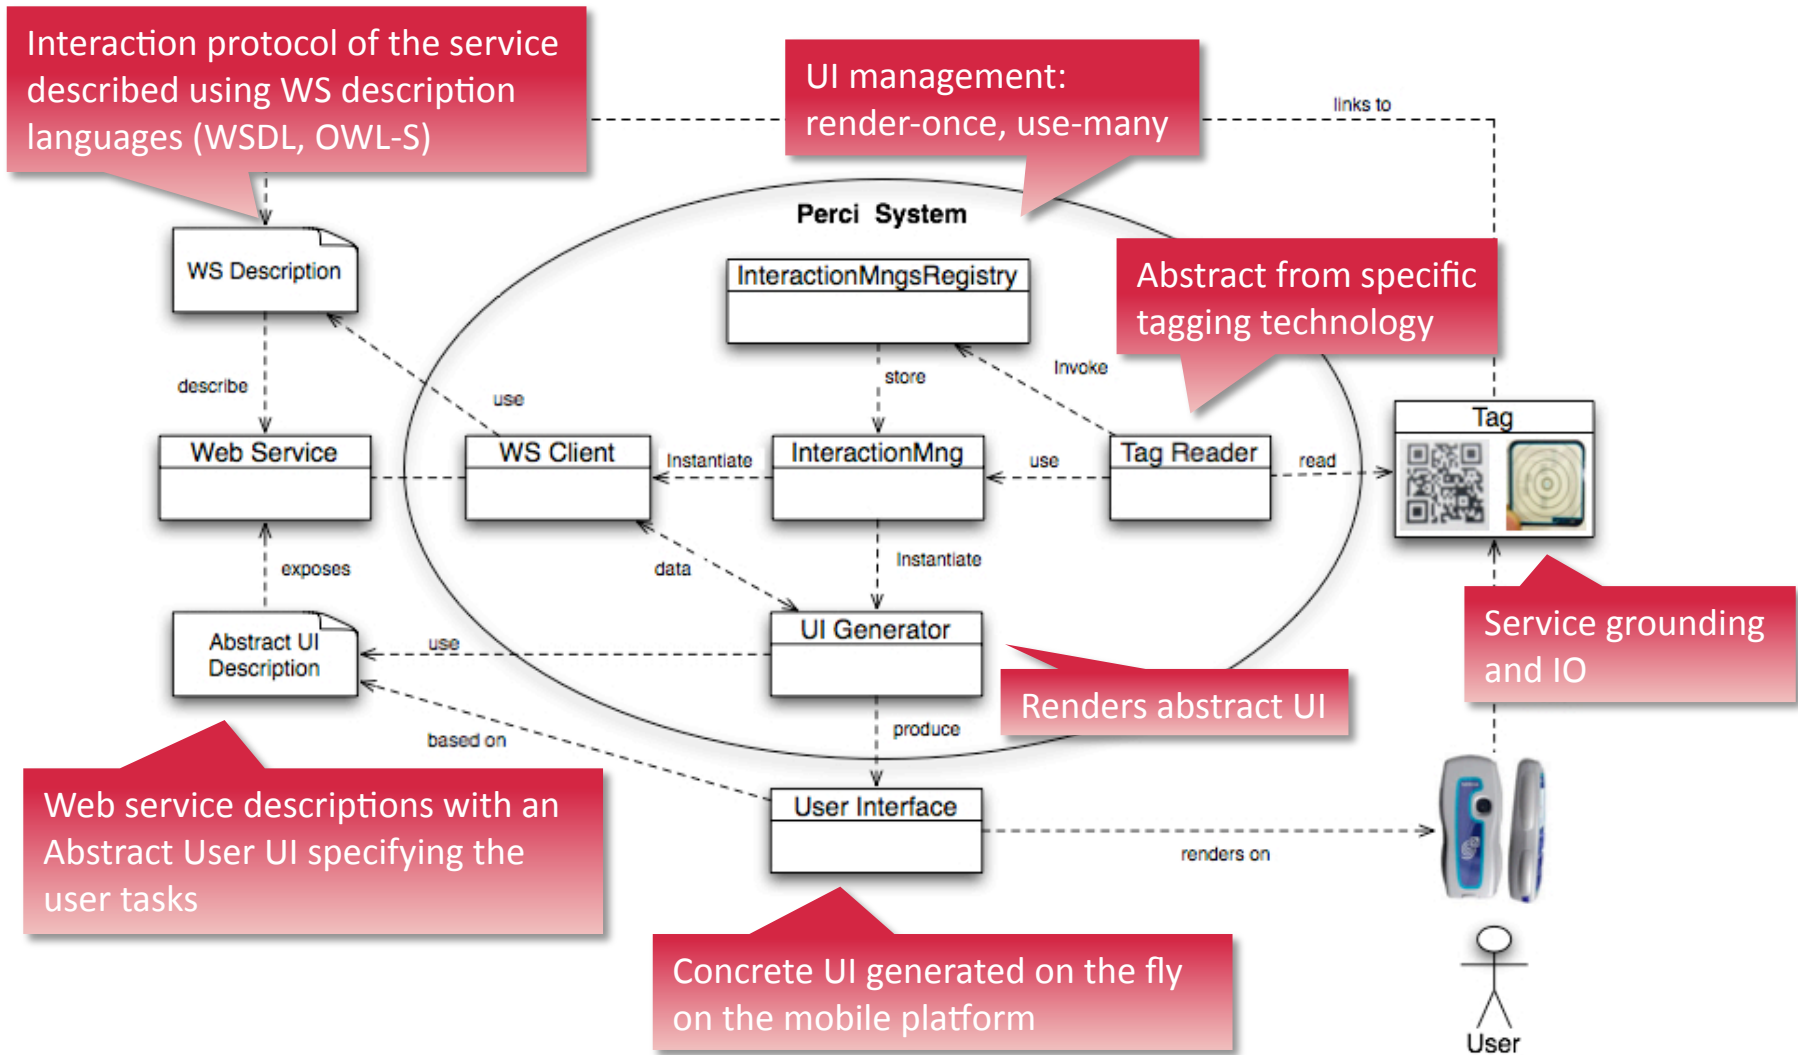 Interaction protocol of the service
described using WS description
languages (WSDL, OWL-S)
UI management:
render-once, use-many
links to
Perci System
WS Description
InteractionMngsRegistry
Abstract from specific
tagging technology
describe
use
store
Invoke
Tag
Web Service
WS Client
Instantiate
InteractionMng
use
Tag Reader
read
exposes
data
Instantiate
Abstract UI
Description
use
UI Generator
Service grounding
and IO
Renders abstract UI
based on
produce
Web service descriptions with an
Abstract User UI specifying the
user tasks
User Interface
renders on
Concrete UI generated on the fly
on the mobile platform
User